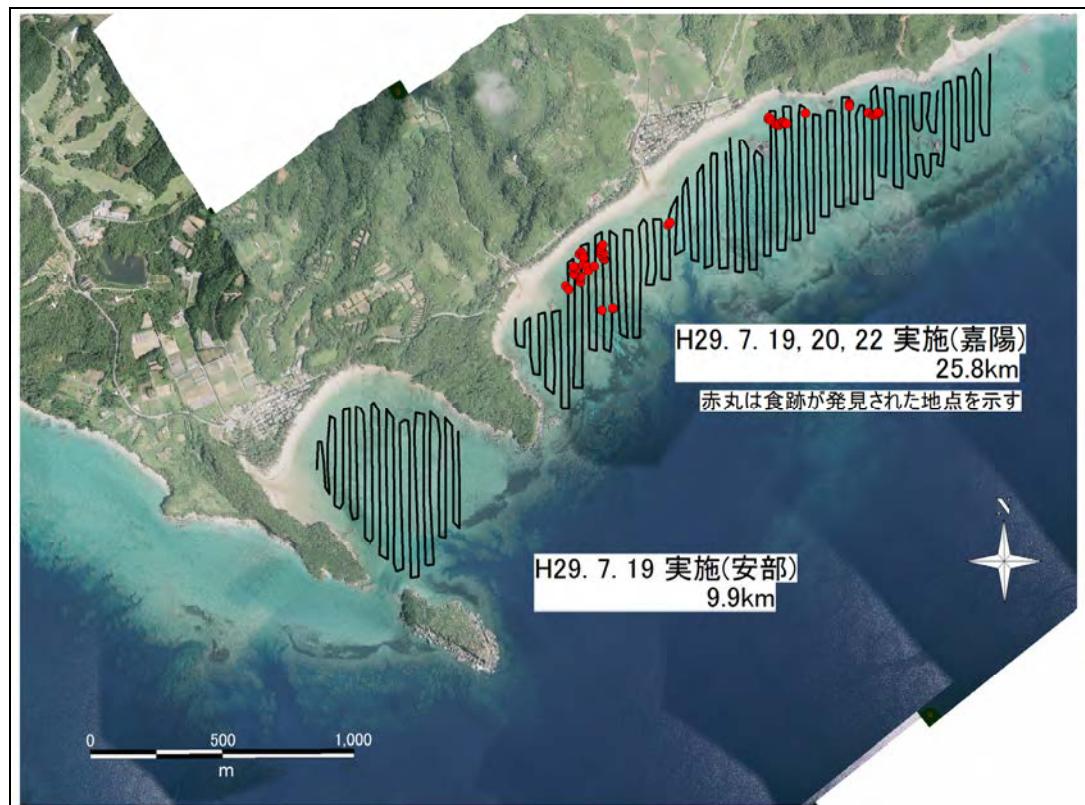 H29. 7. 19, 20, 22 実施(嘉陽)
25.8km
赤丸は食跡が発見された地点を示す
N
H29. 7. 19 実施(安部)
9.9km
0 500 1,000
m